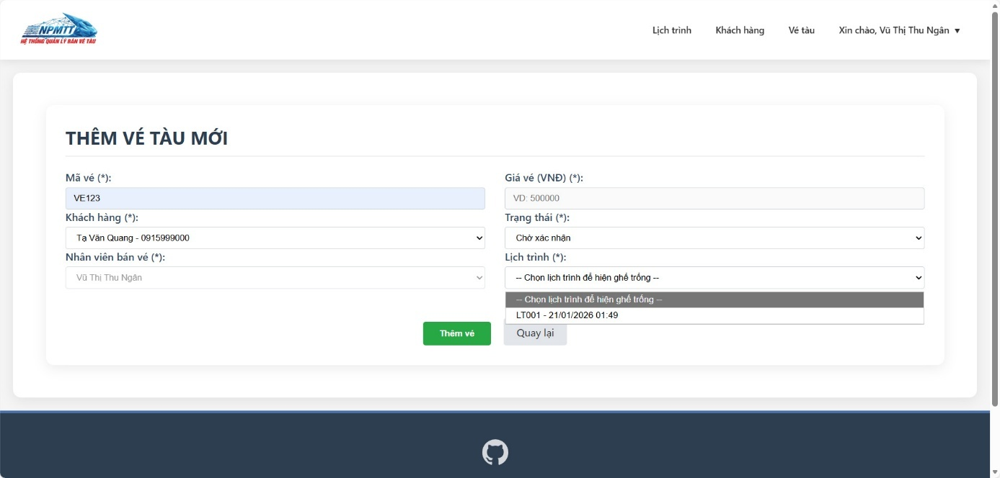 NPMTT
HỆ THỐNG QUẢN LÝ BÁN VÉ TÀU
Lịch trình
Khách hàng
Vé tàu
Xin chào, Vũ Thị Thu Ngân ▼
THÊM VÉ TÀU MỚI
Mã vé (*):
Giá vé (VNĐ) (*):
VE123
VD: 500000
Khách hàng (*):
Trạng thái (*):
Tạ Văn Quang - 0915999000
Chờ xác nhận
Nhân viên bán vé (*):
Lịch trình (*):
Vũ Thị Thu Ngân
-- Chọn lịch trình để hiện ghế trống --
-- Chọn lịch trình để hiện ghế trống --
LT001 - 21/01/2026 01:49
Thêm vé
Quay lại